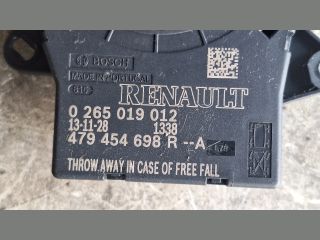 BOSCH
MADE IN PORTUGAL
RENAULT
0 265 019 012
13-11-28 1338
479 454 698 R --A
THROW AWAY IN CASE OF FREE FALL